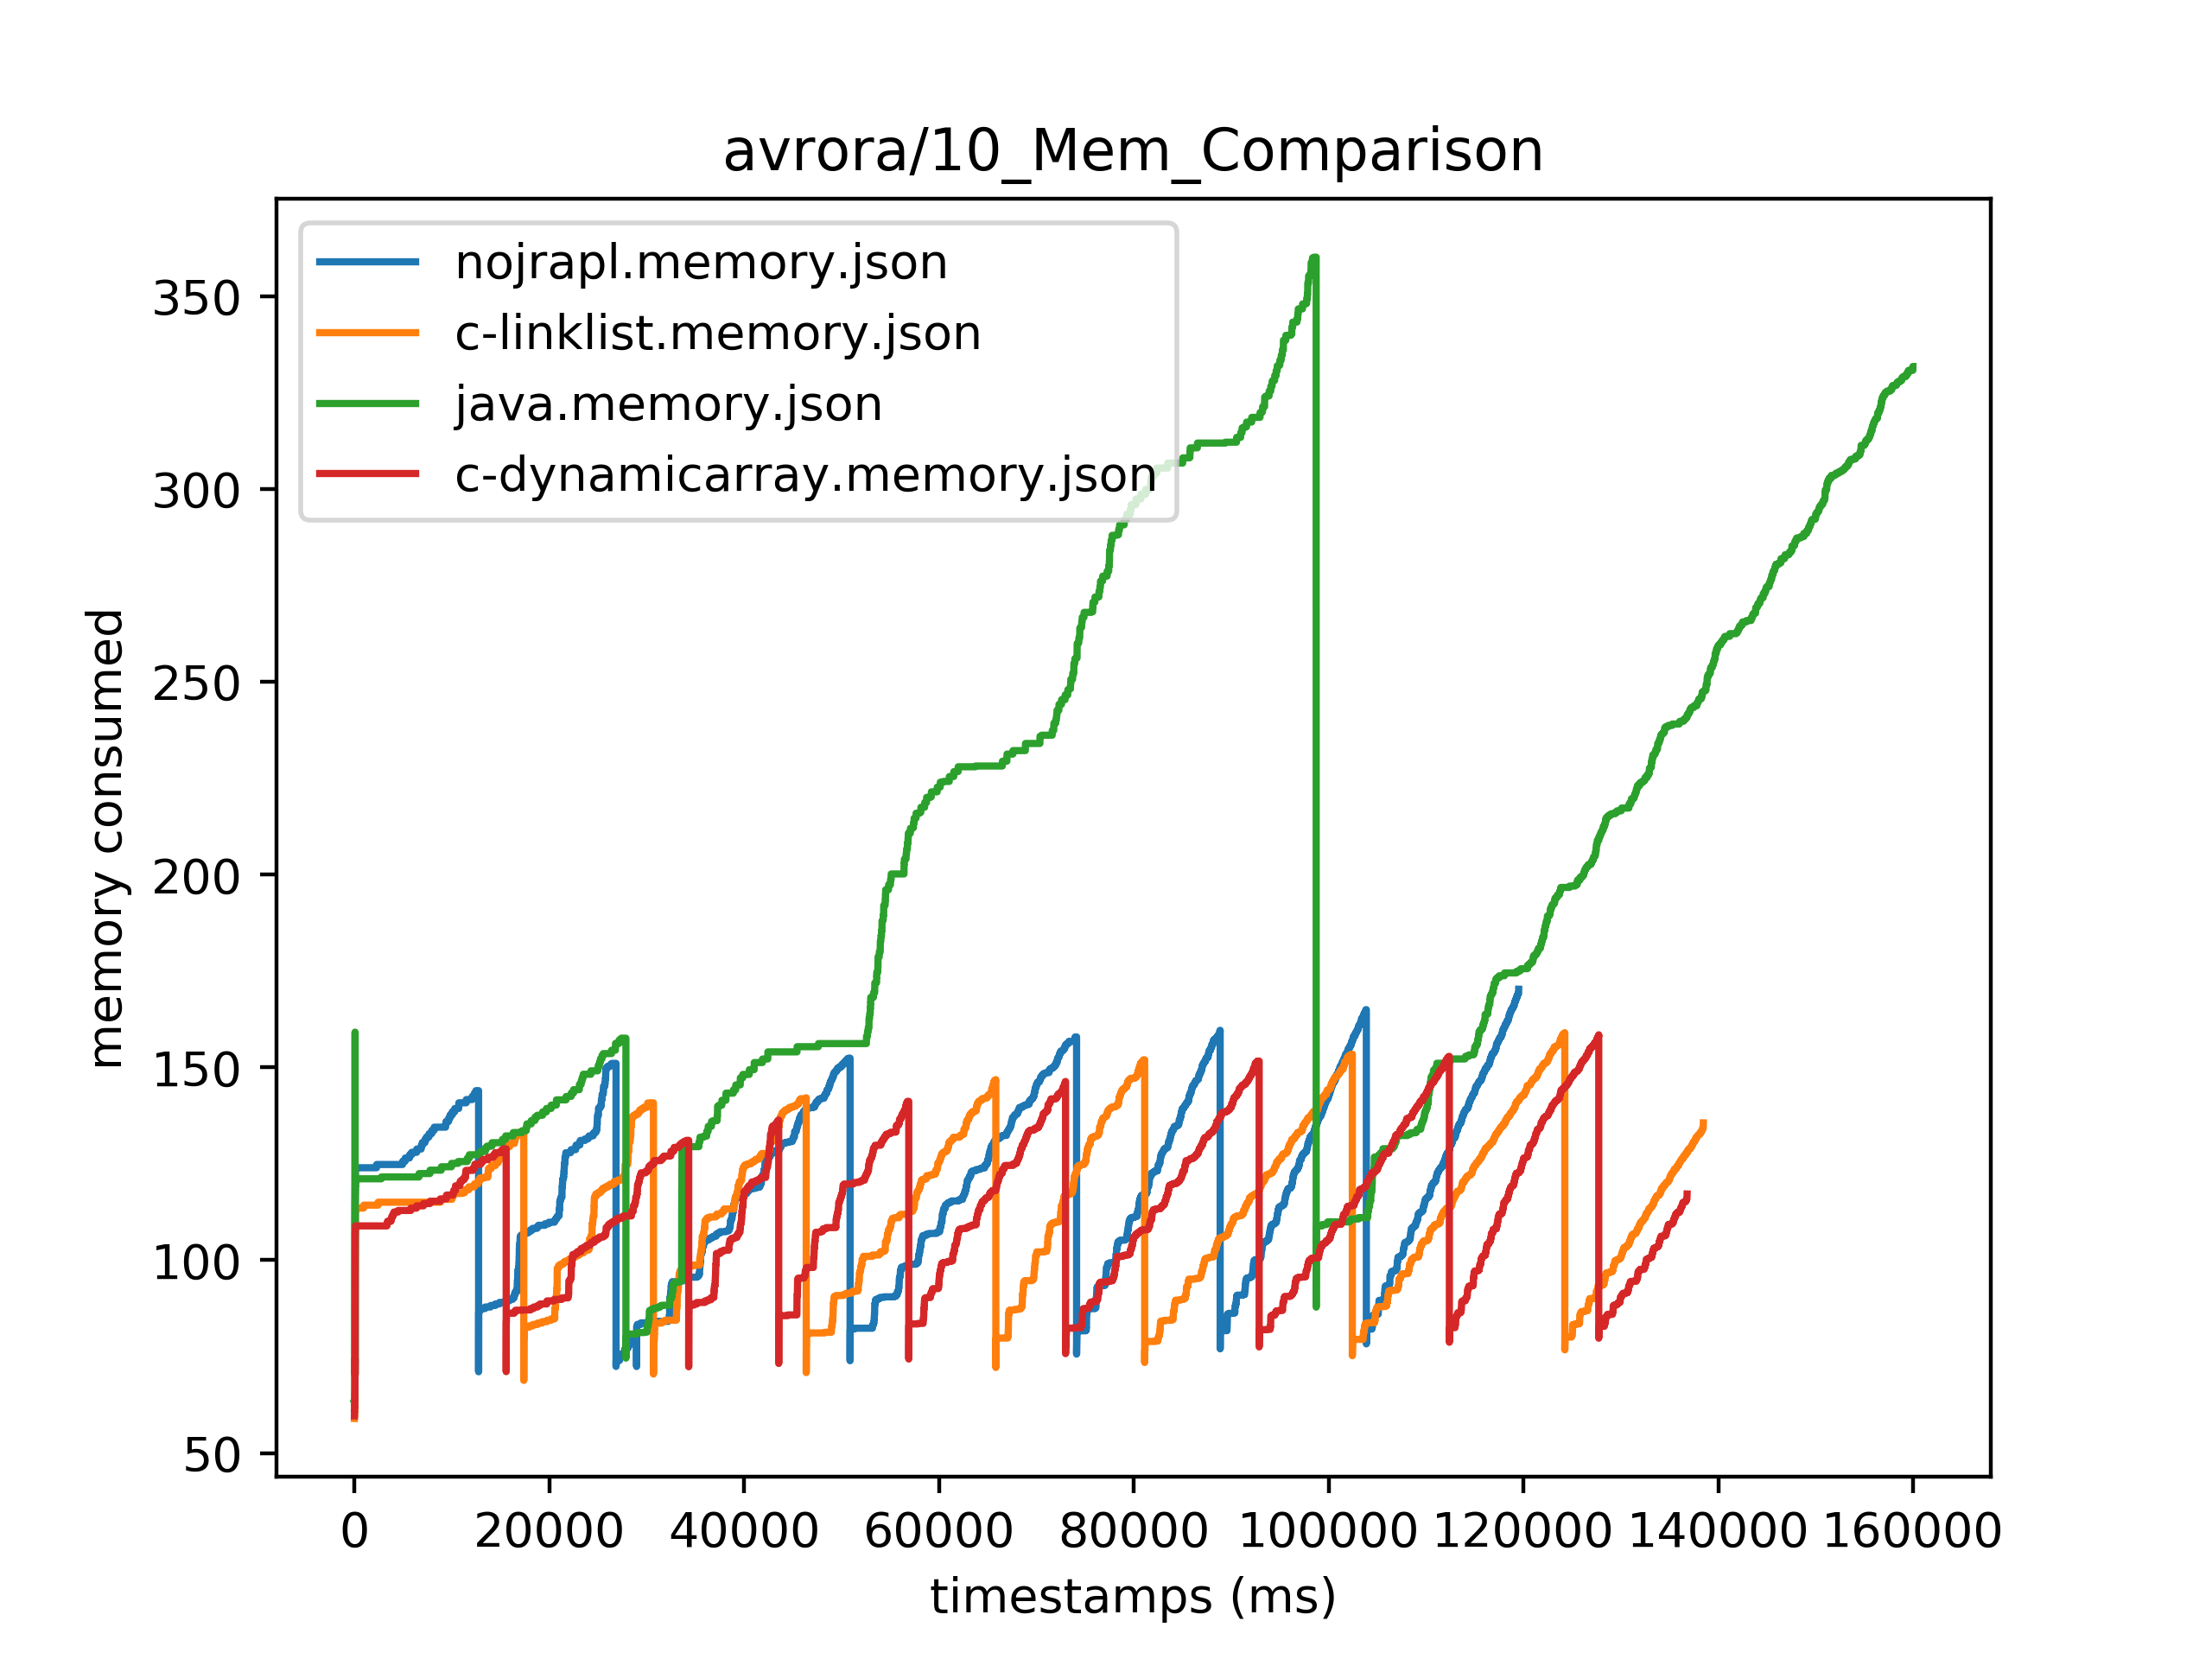 avrora/10_Mem_Comparison
nojrapl.memory.json
c-linklist.memory.json
java.memory.json
c-dynamicarray.memory.json
350
300
250
200
150
100
50
memory consumed
0 20000 40000 60000 80000 100000 120000 140000 160000
timestamps (ms)